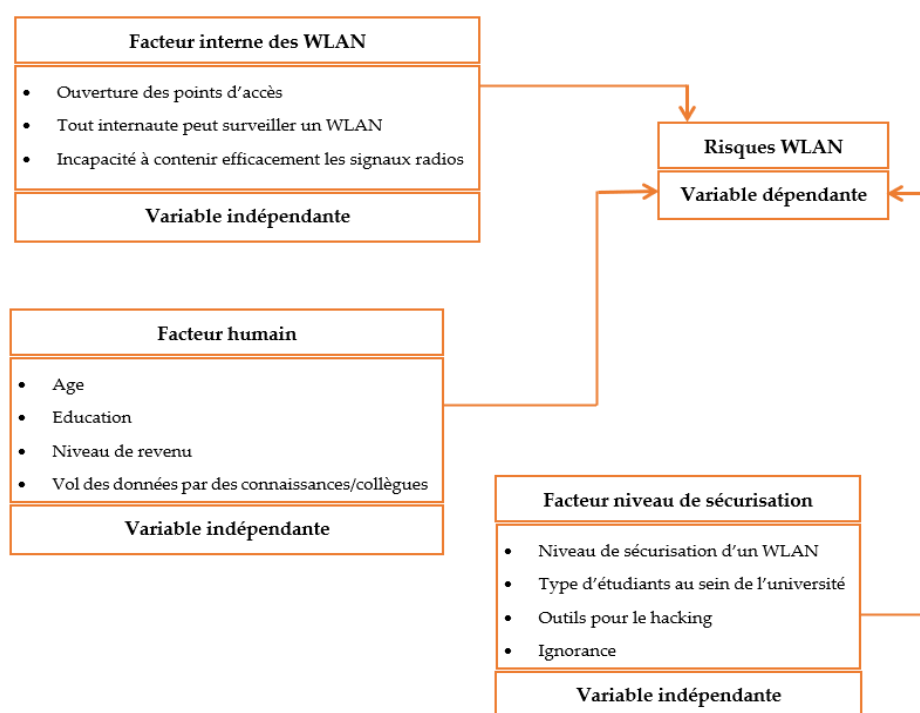 Facteur interne des WLAN
• Ouverture des points d'accès
• Tout internaute peut surveiller un WLAN
• Incapacité à contenir efficacement les signaux radios
Variable indépendante
Risques WLAN
Variable dépendante
Facteur humain
• Age
• Education
• Niveau de revenu
• Vol des données par des connaissances/collègues
Variable indépendante
Facteur niveau de sécurisation
• Niveau de sécurisation d'un WLAN
• Type d'étudiants au sein de l'université
• Outils pour le hacking
• Ignorance
Variable indépendante